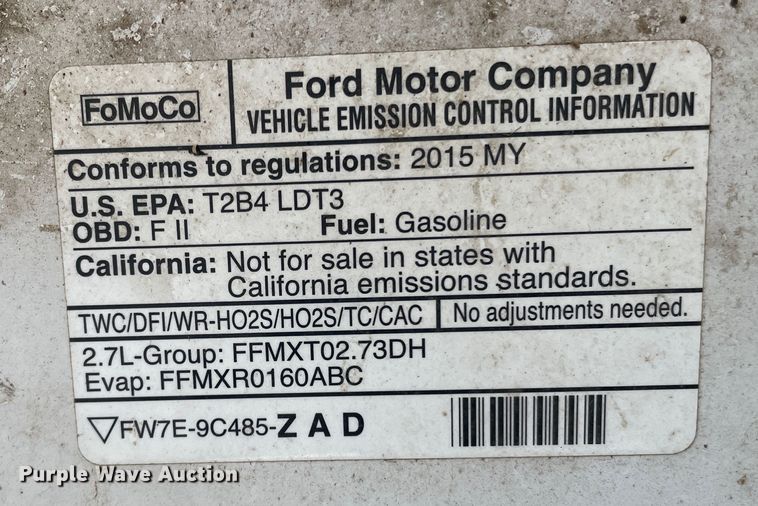 FoMoCo
Ford Motor Company
VEHICLE EMISSION CONTROL INFORMATION
Conforms to regulations: 2015 MY
U.S. EPA: T2B4 LDT3
OBD: F II Fuel: Gasoline
California: Not for sale in states with
California emissions standards.
TWC/DFI/WR-HO2S/HO2S/TC/CAC No adjustments needed.
2.7L-Group: FFMXT02.73DH
Evap: FFMXR0160ABC
▽FW7E-9C485-Z A D
Purple Wave Auction